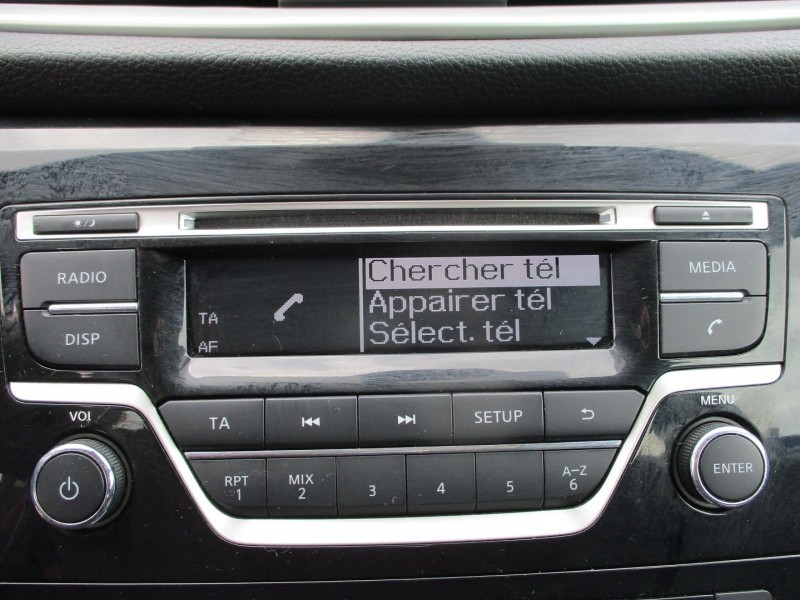 RADIO
DISP
TA
AF
Chercher tél
Appairer tél
Sélect. tél
MEDIA
VOL
TA
SETUP
MENU
RPT
1
MIX
2
3
4
5
A-Z
6
ENTER